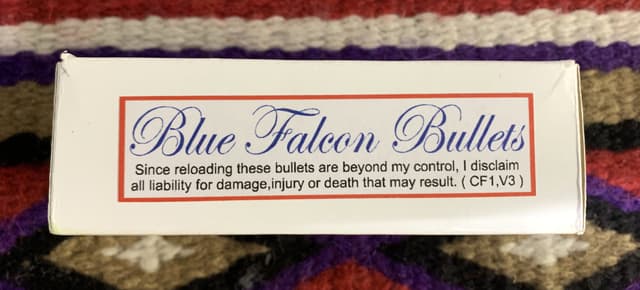 Blue Falcon Bullets
Since reloading these bullets are beyond my control, I disclaim
all liability for damage,injury or death that may result. ( CF1,V3 )